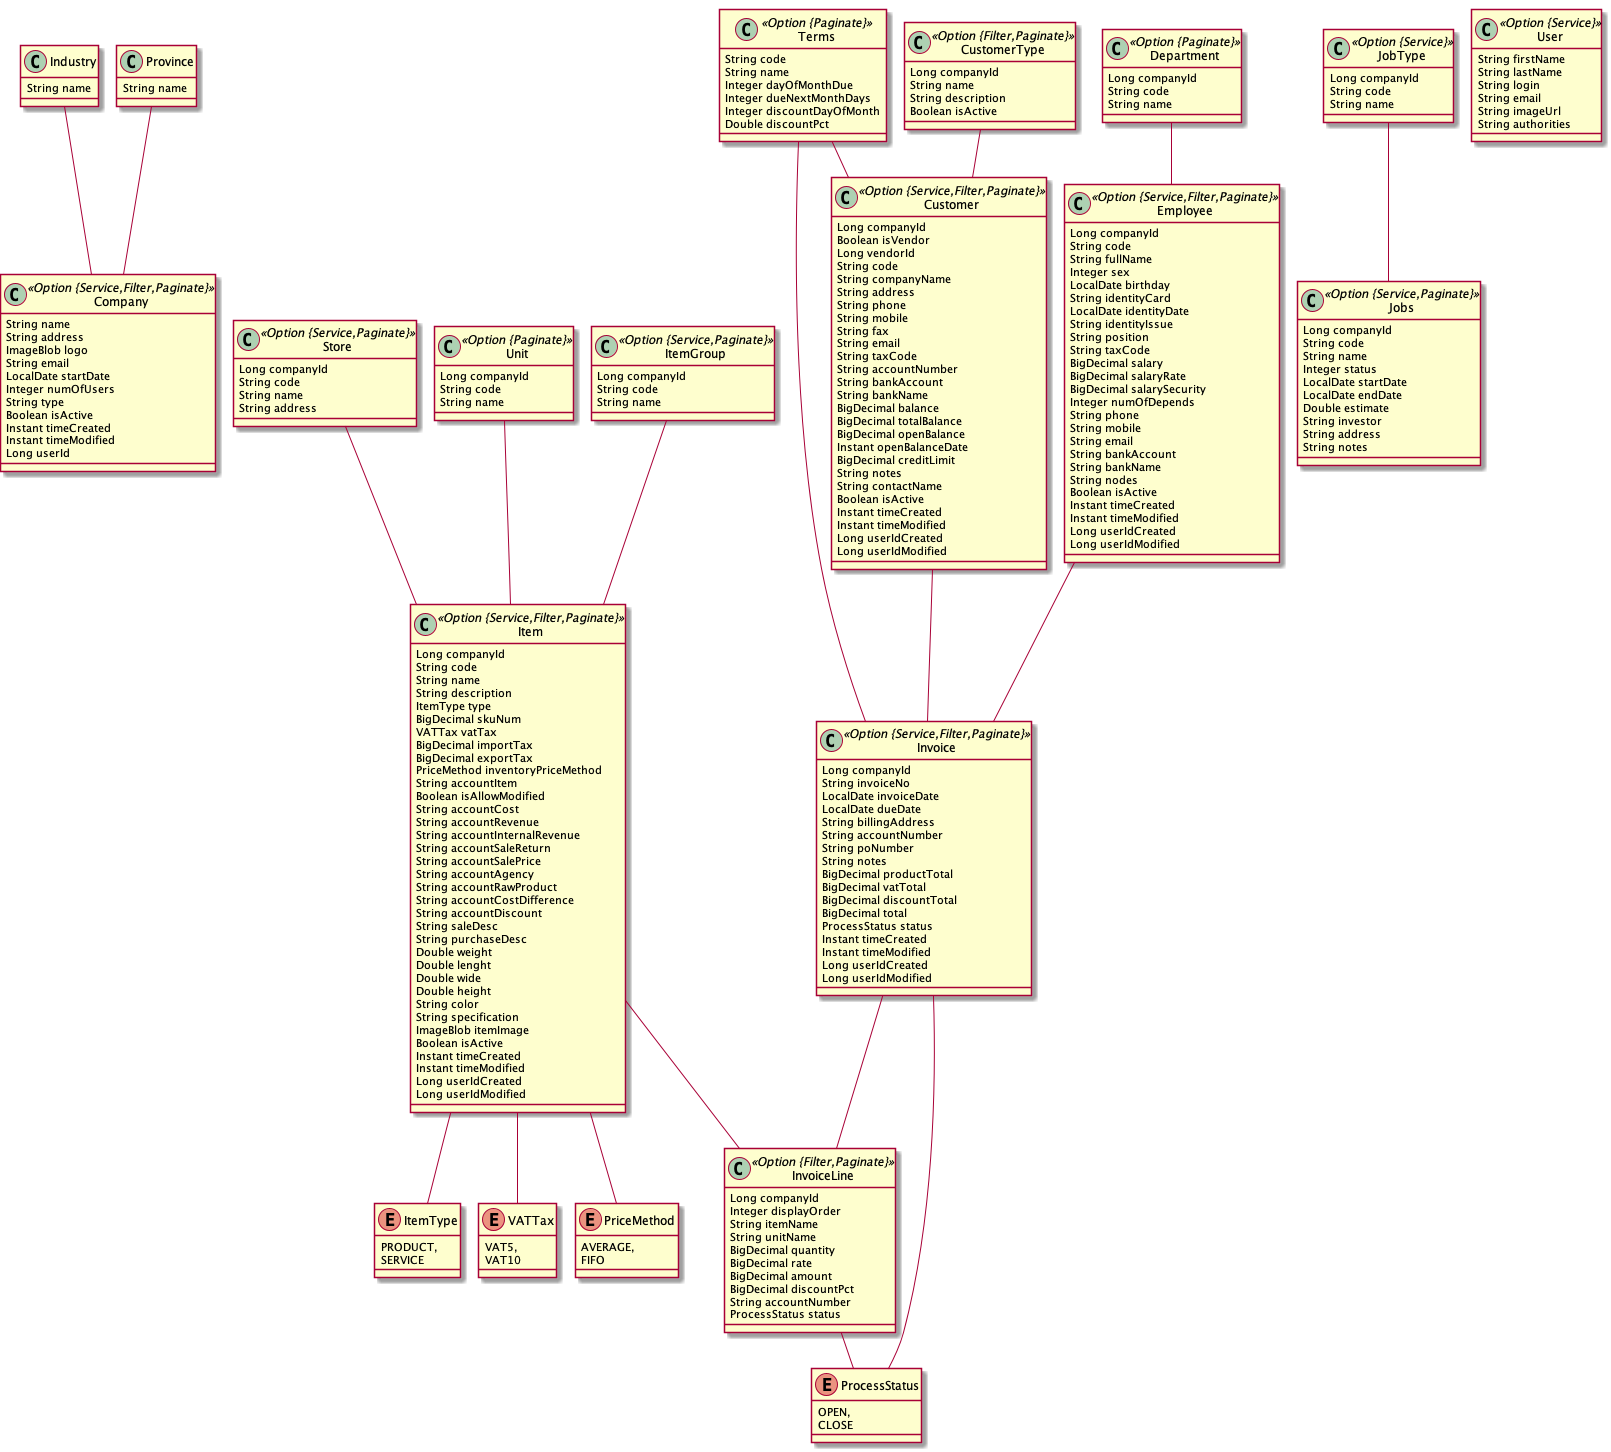 C Industry
String name
C Province
String name
C «Option {Paginate}»
Terms
String code
String name
Integer dayOfMonthDue
Integer dueNextMonthDays
Integer discountDayOfMonth
Double discountPct
C «Option {Filter,Paginate}»
CustomerType
Long companyId
String name
String description
Boolean isActive
C «Option {Paginate}»
Department
Long companyId
String code
String name
C «Option {Service}»
JobType
Long companyId
String code
String name
C «Option {Service}»
User
String firstName
String lastName
String login
String email
String imageUrl
String authorities
C «Option {Service,Filter,Paginate}»
Company
String name
String address
ImageBlob logo
String email
LocalDate startDate
Integer numOfUsers
String type
Boolean isActive
Instant timeCreated
Instant timeModified
Long userId
C «Option {Service,Paginate}»
Store
Long companyId
String code
String name
String address
C «Option {Paginate}»
Unit
Long companyId
String code
String name
C «Option {Service,Paginate}»
ItemGroup
Long companyId
String code
String name
C «Option {Service,Filter,Paginate}»
Customer
Long companyId
Boolean isVendor
Long vendorId
String code
String companyName
String address
String phone
String mobile
String fax
String email
String taxCode
String accountNumber
String bankAccount
String bankName
BigDecimal balance
BigDecimal totalBalance
BigDecimal openBalance
Instant openBalanceDate
BigDecimal creditLimit
String notes
String contactName
Boolean isActive
Instant timeCreated
Instant timeModified
Long userIdCreated
Long userIdModified
C «Option {Service,Filter,Paginate}»
Employee
Long companyId
String code
String fullName
Integer sex
LocalDate birthday
String identityCard
LocalDate identityDate
String identityIssue
String position
String taxCode
BigDecimal salary
BigDecimal salaryRate
BigDecimal salarySecurity
Integer numOfDepends
String phone
String mobile
String email
String bankAccount
String bankName
String nodes
Boolean isActive
Instant timeCreated
Instant timeModified
Long userIdCreated
Long userIdModified
C «Option {Service,Paginate}»
Jobs
Long companyId
String code
String name
Integer status
LocalDate startDate
LocalDate endDate
Double estimate
String investor
String address
String notes
C «Option {Service,Filter,Paginate}»
Item
Long companyId
String code
String name
String description
ItemType type
BigDecimal skuNum
VATTax vatTax
BigDecimal importTax
BigDecimal exportTax
PriceMethod inventoryPriceMethod
String accountItem
Boolean isAllowModified
String accountCost
String accountRevenue
String accountInternalRevenue
String accountSaleReturn
String accountSalePrice
String accountAgency
String accountRawProduct
String accountCostDifference
String accountDiscount
String saleDesc
String purchaseDesc
Double weight
Double lenght
Double wide
Double height
String color
String specification
ImageBlob itemImage
Boolean isActive
Instant timeCreated
Instant timeModified
Long userIdCreated
Long userIdModified
C «Option {Service,Filter,Paginate}»
Invoice
Long companyId
String invoiceNo
LocalDate invoiceDate
LocalDate dueDate
String billingAddress
String accountNumber
String poNumber
String notes
BigDecimal productTotal
BigDecimal vatTotal
BigDecimal discountTotal
BigDecimal total
ProcessStatus status
Instant timeCreated
Instant timeModified
Long userIdCreated
Long userIdModified
E ItemType
PRODUCT,
SERVICE
E VATTax
VAT5,
VAT10
E PriceMethod
AVERAGE,
FIFO
C «Option {Filter,Paginate}»
InvoiceLine
Long companyId
Integer displayOrder
String itemName
String unitName
BigDecimal quantity
BigDecimal rate
BigDecimal amount
BigDecimal discountPct
String accountNumber
ProcessStatus status
E ProcessStatus
OPEN,
CLOSE